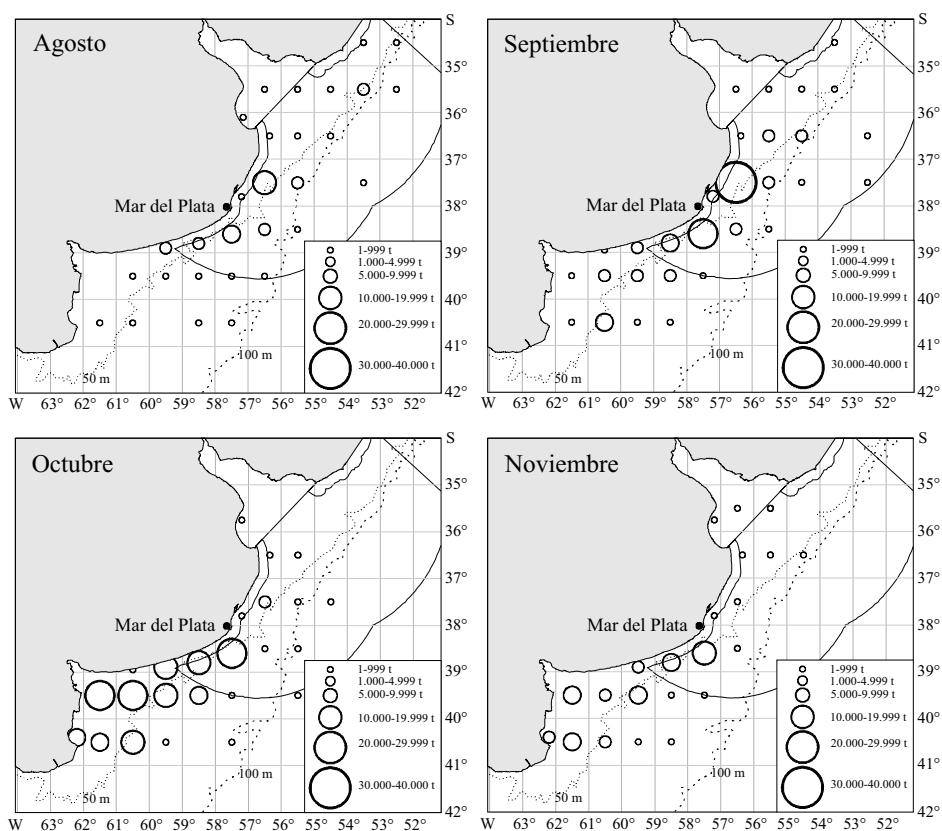 Agosto
S
35°
36°
37°
38°
39°
40°
41°
42°
Mar del Plata
1-999 t
1.000-4.999 t
5.000-9.999 t
10.000-19.999 t
20.000-29.999 t
30.000-40.000 t
100 m
50 m
W 63° 62° 61° 60° 59° 58° 57° 56° 55° 54° 53° 52°
Septiembre
S
35°
36°
37°
38°
39°
40°
41°
42°
Mar del Plata
1-999 t
1.000-4.999 t
5.000-9.999 t
10.000-19.999 t
20.000-29.999 t
30.000-40.000 t
100 m
50 m
W 63° 62° 61° 60° 59° 58° 57° 56° 55° 54° 53° 52°
Octubre
S
35°
36°
37°
38°
39°
40°
41°
42°
Mar del Plata
1-999 t
1.000-4.999 t
5.000-9.999 t
10.000-19.999 t
20.000-29.999 t
30.000-40.000 t
100 m
50 m
W 63° 62° 61° 60° 59° 58° 57° 56° 55° 54° 53° 52°
Noviembre
S
35°
36°
37°
38°
39°
40°
41°
42°
Mar del Plata
1-999 t
1.000-4.999 t
5.000-9.999 t
10.000-19.999 t
20.000-29.999 t
30.000-40.000 t
100 m
50 m
W 63° 62° 61° 60° 59° 58° 57° 56° 55° 54° 53° 52°